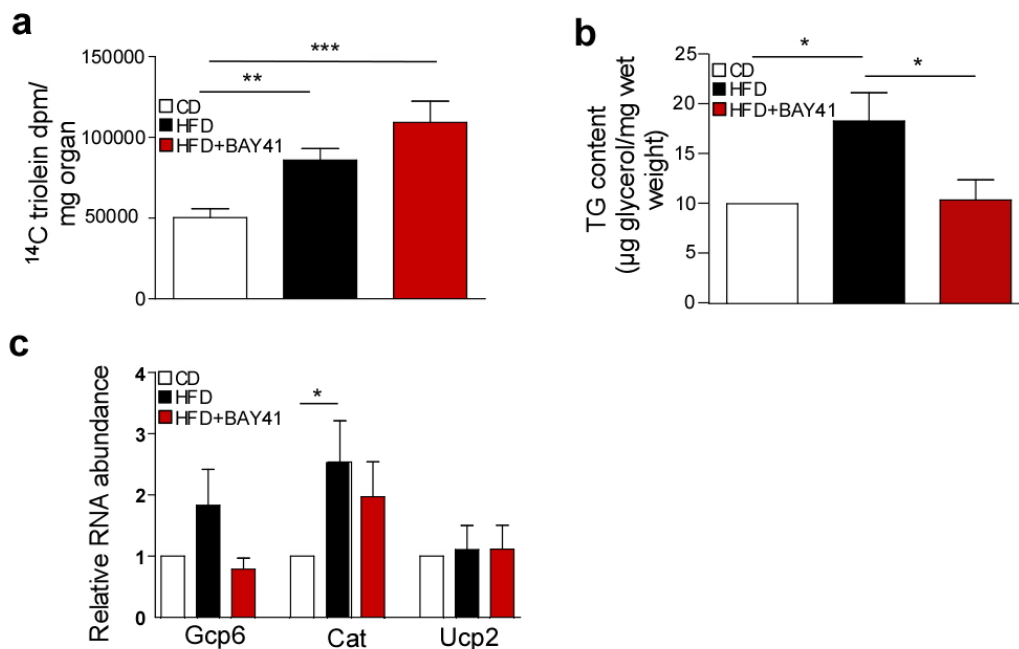 a
¹⁴C triolein dpm/
mg organ
150000
100000
50000
0
***
**
CD
HFD
HFD+BAY41
b
TG content
(µg glycerol/mg wet
weight)
25
20
15
10
5
0
*
*
CD
HFD
HFD+BAY41
c
Relative RNA abundance
4
3
2
1
0
CD
HFD
HFD+BAY41
*
Gcp6
Cat
Ucp2